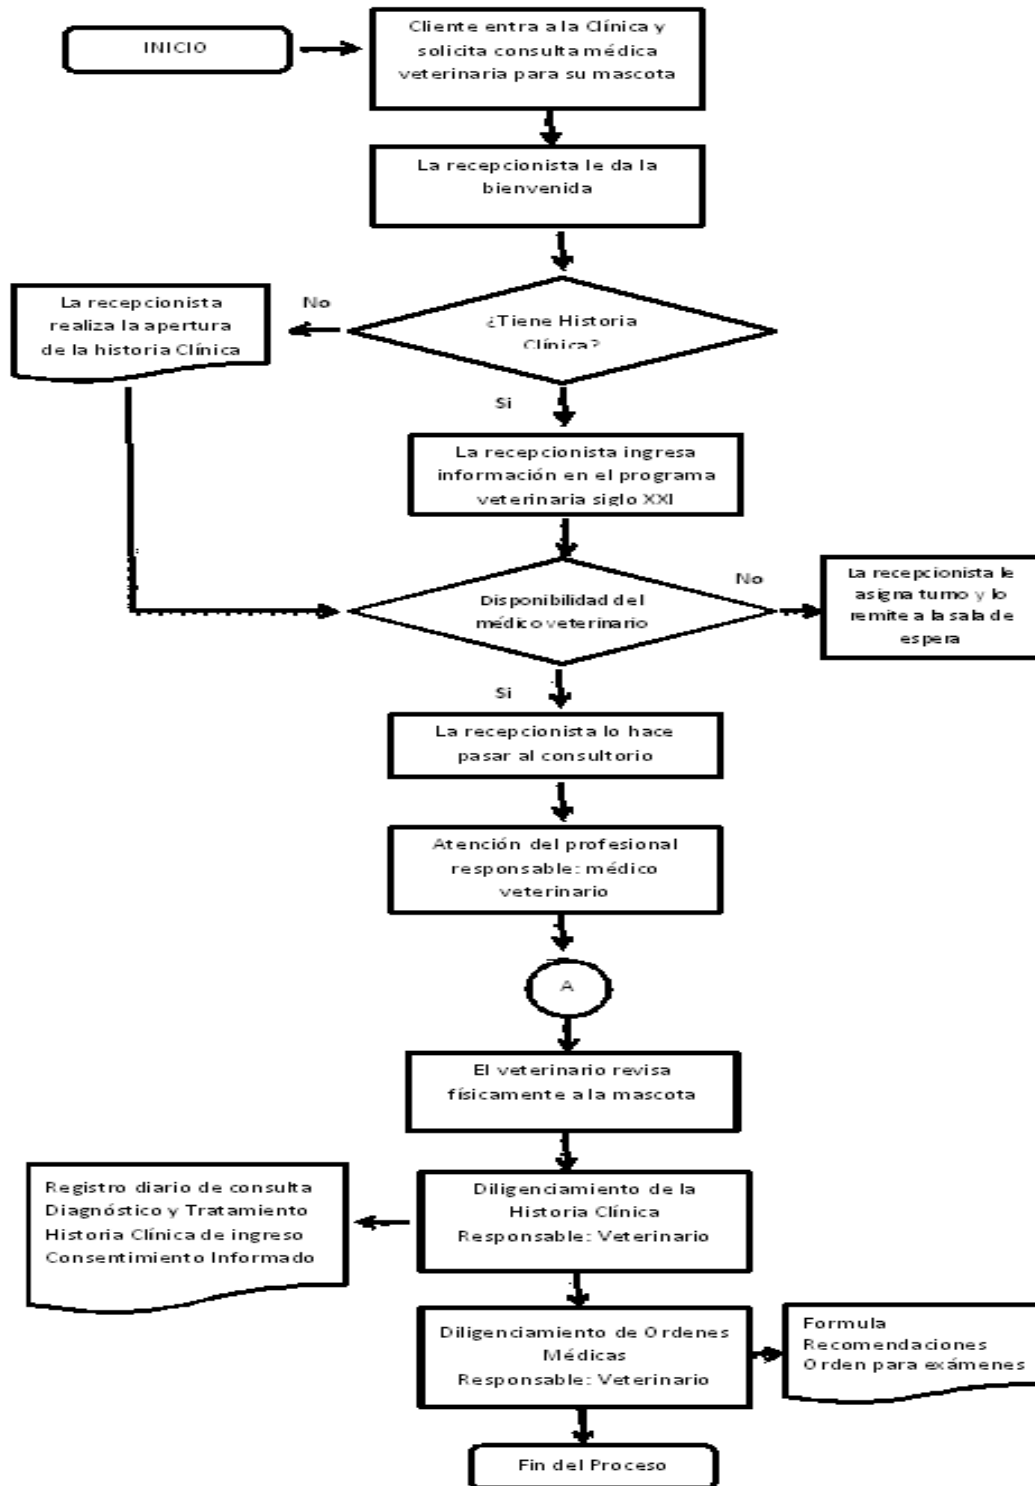 INICIO
Cliente entra a la Clínica y
solicita consulta médica
veterinaria para su mascota
La recepcionista le da la
bienvenida
¿Tiene Historia
Clínica?
No
La recepcionista
realiza la apertura
de la historia Clínica
Si
La recepcionista ingresa
información en el programa
veterinaria siglo XXI
Disponibilidad del
médico veterinario
No
La recepcionista le
asigna turno y lo
remite a la sala de
espera
Si
La recepcionista lo hace
pasar al consultorio
Atención del profesional
responsable: médico
veterinario
A
El veterinario revisa
físicamente a la mascota
Diligenciamiento de la
Historia Clínica
Responsable: Veterinario
Registro diario de consulta
Diagnóstico y Tratamiento
Historia Clínica de ingreso
Consentimiento Informado
Diligenciamiento de Ordenes
Médicas
Responsable: Veterinario
Formula
Recomendaciones
Orden para exámenes
Fin del Proceso